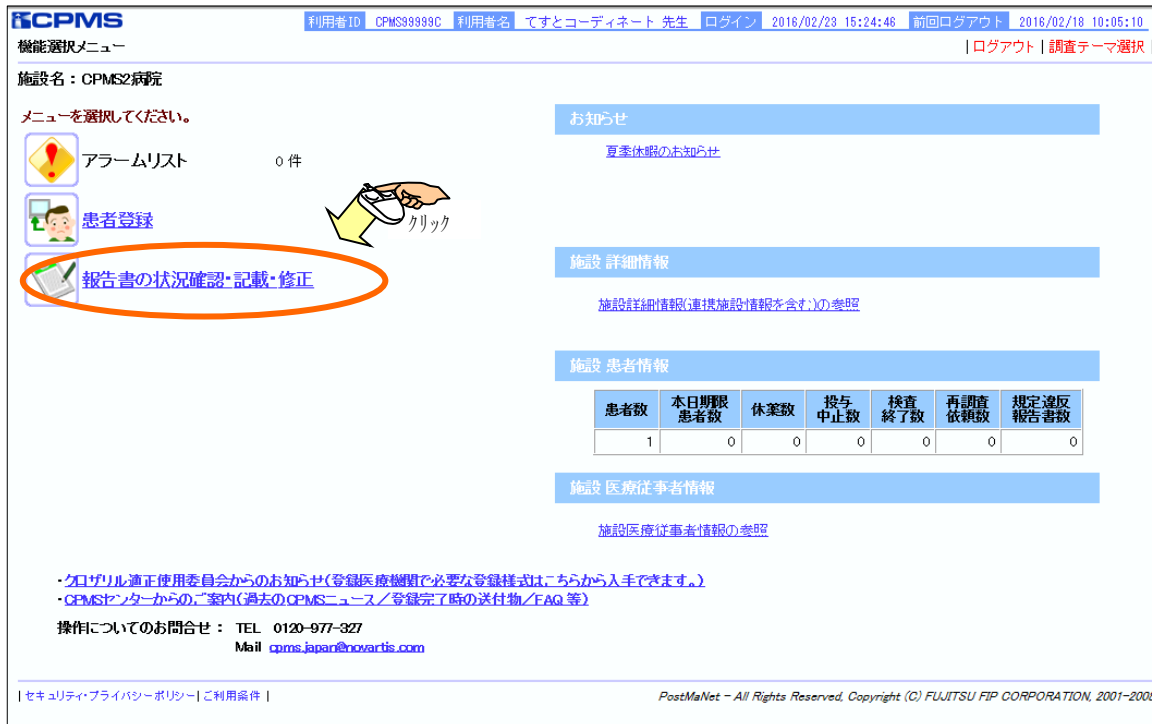 CPMS 利用者ID CPMS99999C 利用者名 てすとコーディネート 先生 ログイン 2016/02/23 15:24:46 前回ログアウト 2016/02/18 10:05:10
機能選択メニュー |ログアウト|調査テーマ選択|
施設名：CPMS2病院
メニューを選択してください。
アラームリスト 0 件
患者登録
クリック
報告書の状況確認・記載・修正
お知らせ
夏季休暇のお知らせ
施設 詳細情報
施設詳細情報(連携施設情報を含む)の参照
施設 患者情報
患者数 本日期限患者数 休薬数 投与中止数 検査終了数 再調査依頼数 規定違反報告書数
1 0 0 0 0 0 0
施設 医療従事者情報
施設医療従事者情報の参照
・クロザリル適正使用委員会からのお知らせ(登録医療機関で必要な登録様式は、こちらから入手できます。)
・CPMSセンターからのご案内(過去のCPMSニュース／登録完了時の送付物／FAQ 等)
操作についてのお問合せ： TEL 0120-977-327
Mail cpms.japan@novartis.com
|セキュリティ・プライバシーポリシー|ご利用条件| PostMaNet - All Rights Reserved, Copyright (C) FUJITSU FIP CORPORATION, 2001-2008